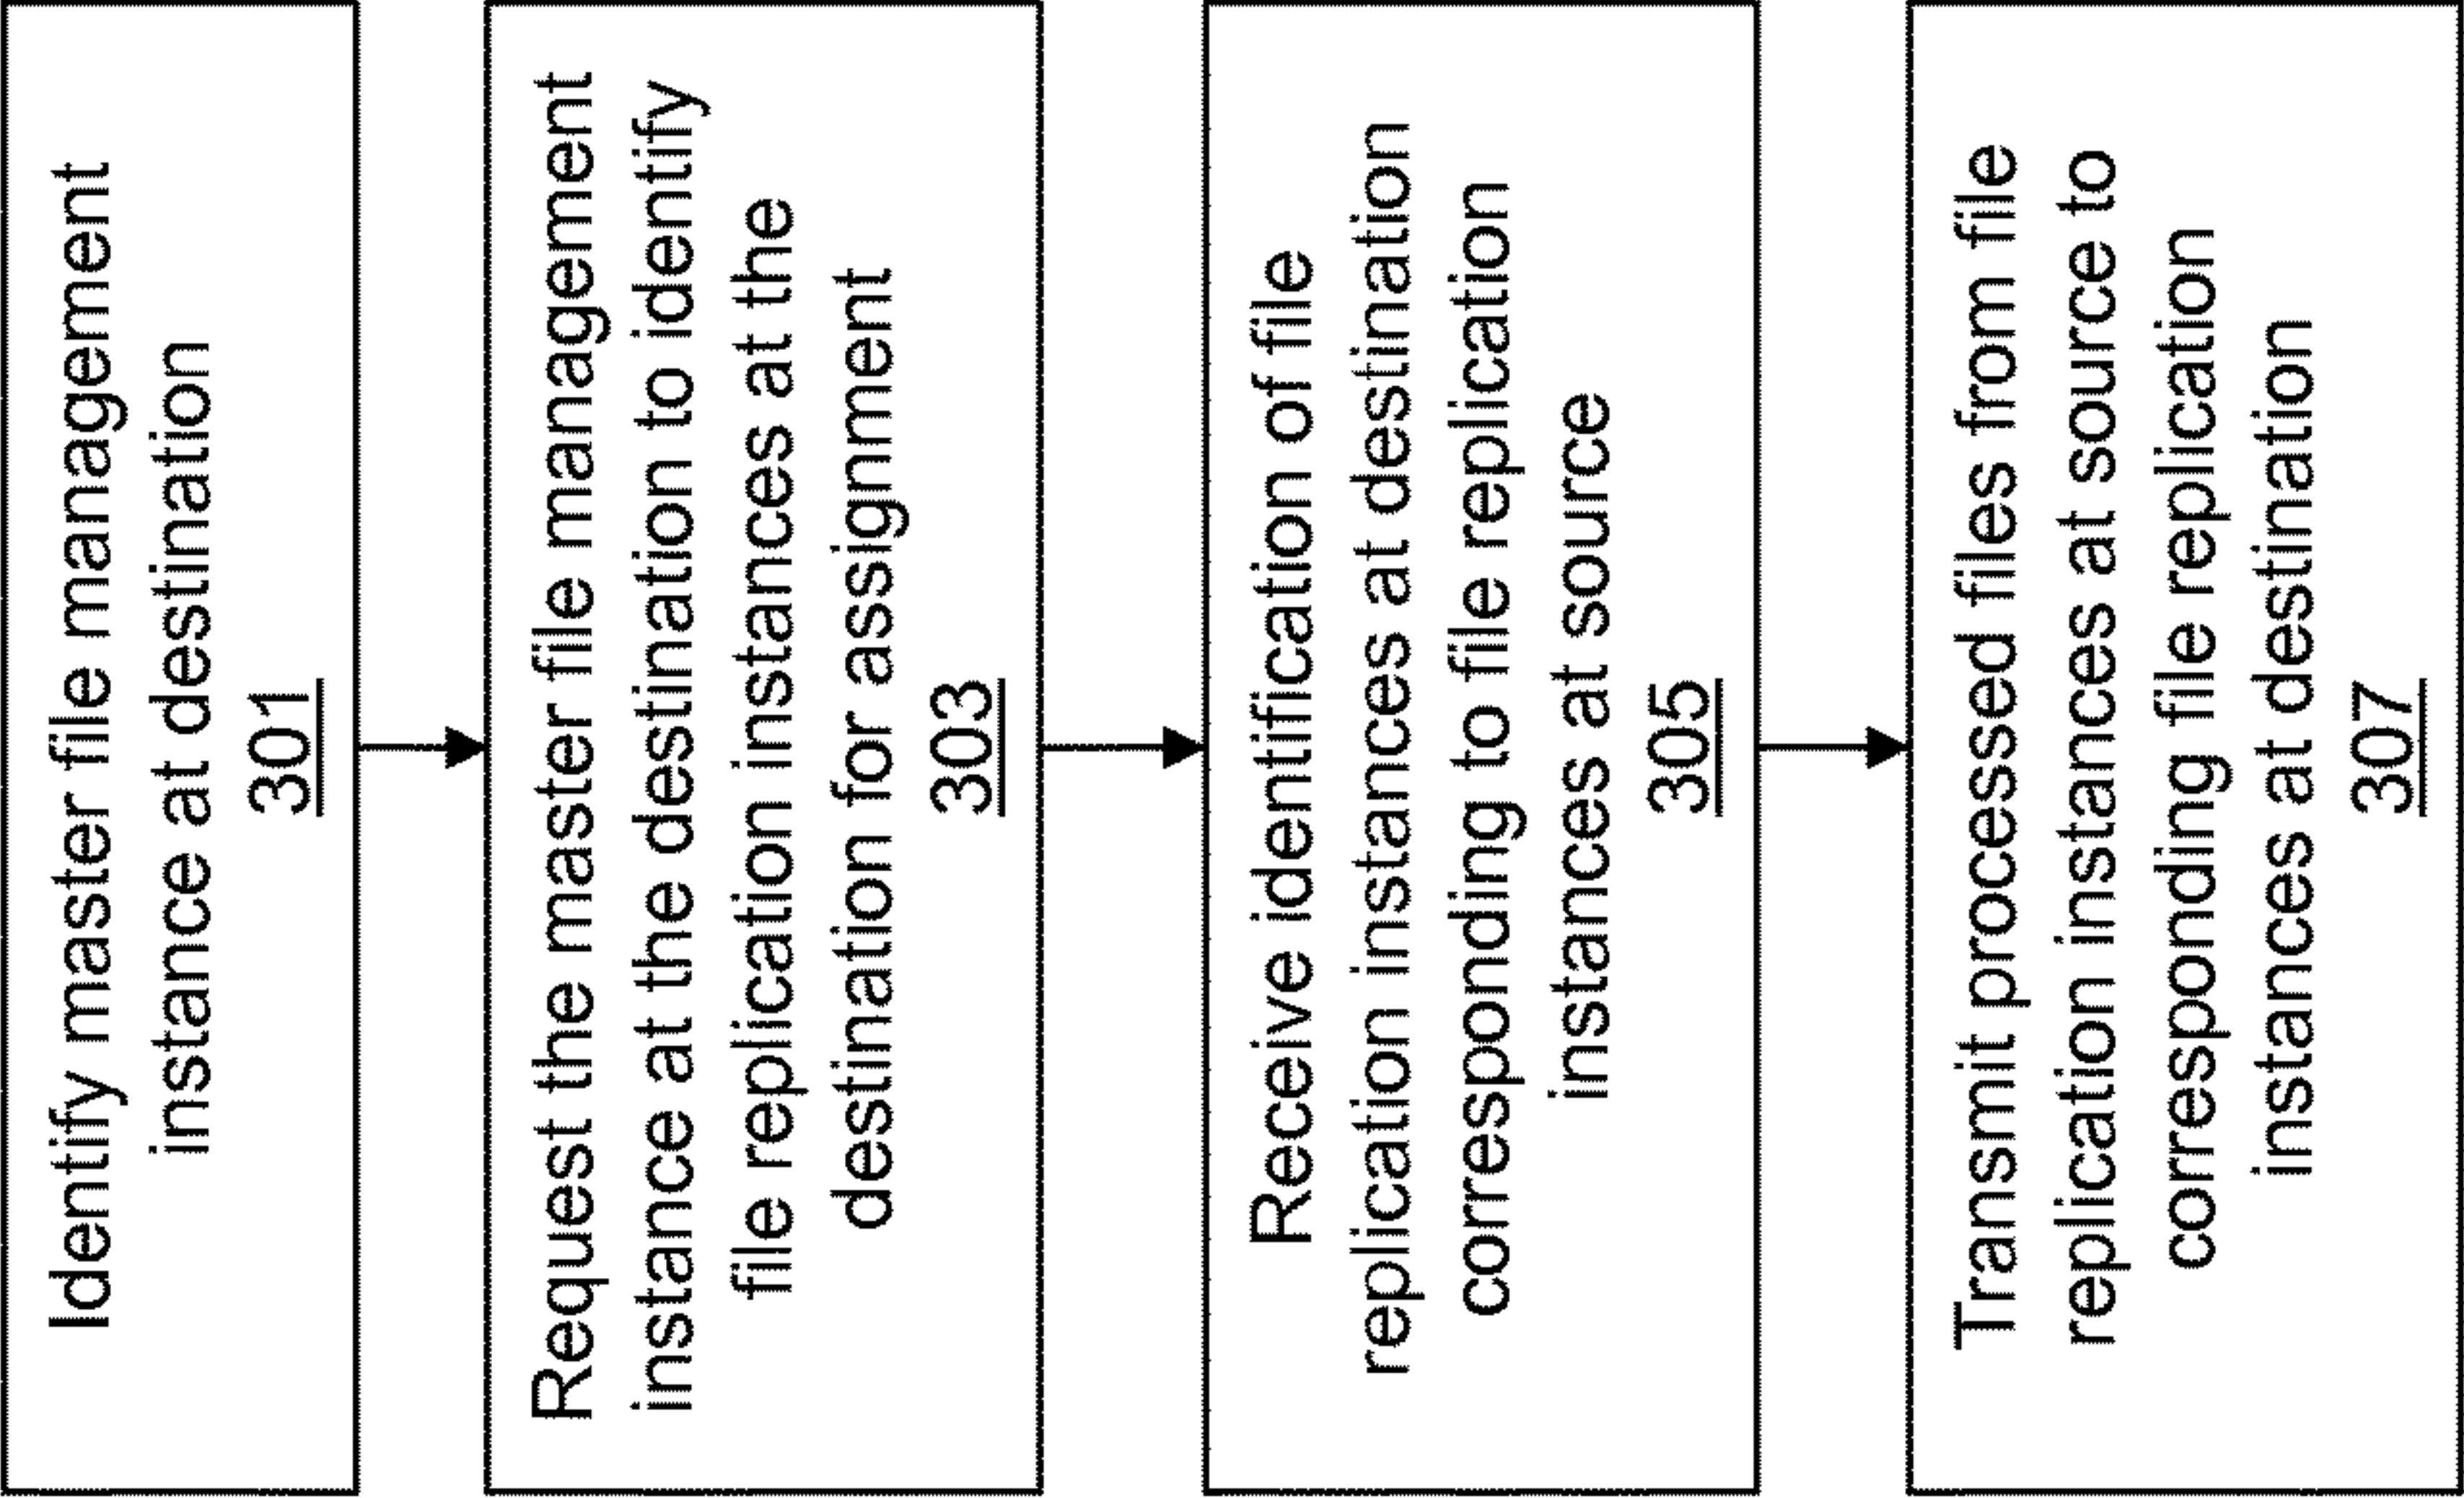 Identify master file management
instance at destination
301
Request the master file management
instance at the destination to identify
file replication instances at the
destination for assignment
303
Receive identification of file
replication instances at destination
corresponding to file replication
instances at source
305
Transmit processed files from file
replication instances at source to
corresponding file replication
instances at destination
307